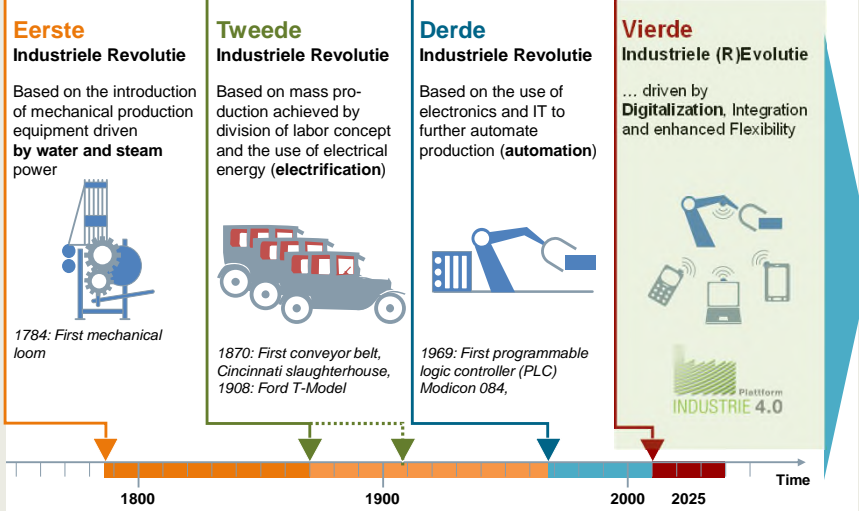 Eerste
Industriele Revolutie
Based on the introduction
of mechanical production
equipment driven
by water and steam
power
1784: First mechanical
loom
Tweede
Industriele Revolutie
Based on mass pro-
duction achieved by
division of labor concept
and the use of electrical
energy (electrification)
1870: First conveyor belt,
Cincinnati slaughterhouse,
1908: Ford T-Model
Derde
Industriele Revolutie
Based on the use of
electronics and IT to
further automate
production (automation)
1969: First programmable
logic controller (PLC)
Modicon 084,
Vierde
Industriele (R)Evolutie
... driven by
Digitalization, Integration
and enhanced Flexibility
Plattform
INDUSTRIE 4.0
Time
1800
1900
2000
2025